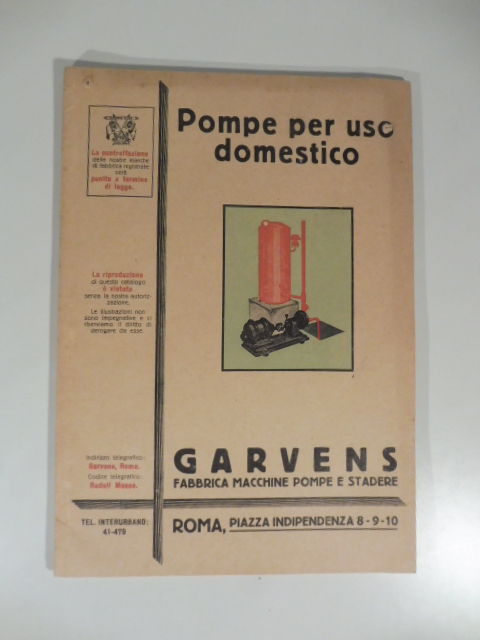 Pompe per uso
domestico
La contraffazione
delle nostre marche
di fabbrica registrate
sarà
punita a termine
di legge.
La riproduzione
di questo catalogo
è vietata
senza la nostra autoriz-
zazione.
Le illustrazioni non
sono impegnative e ci
riserviamo il diritto di
derogare da esse.
Indirizzo telegrafico:
Garvens, Roma.
Codice telegrafico:
Rudolf Mosse.
GARVENS
FABBRICA MACCHINE POMPE E STADERE
TEL. INTERURBANO:
41-479
ROMA, PIAZZA INDIPENDENZA 8-9-10